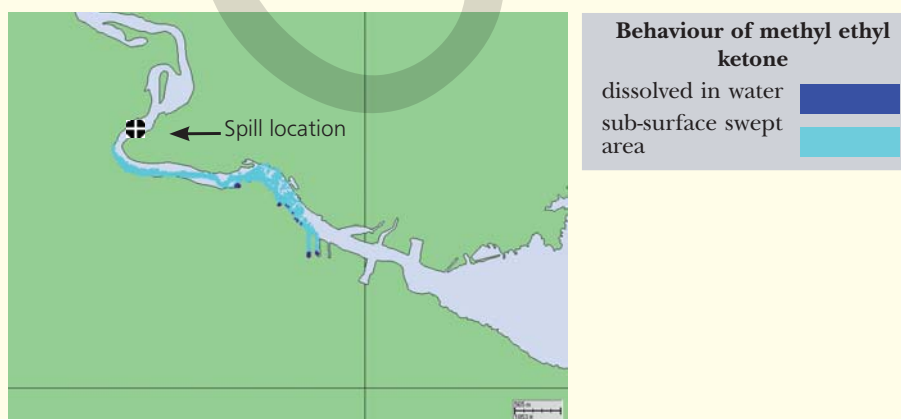 Spill location
Behaviour of methyl ethyl
ketone
dissolved in water
sub-surface swept
area